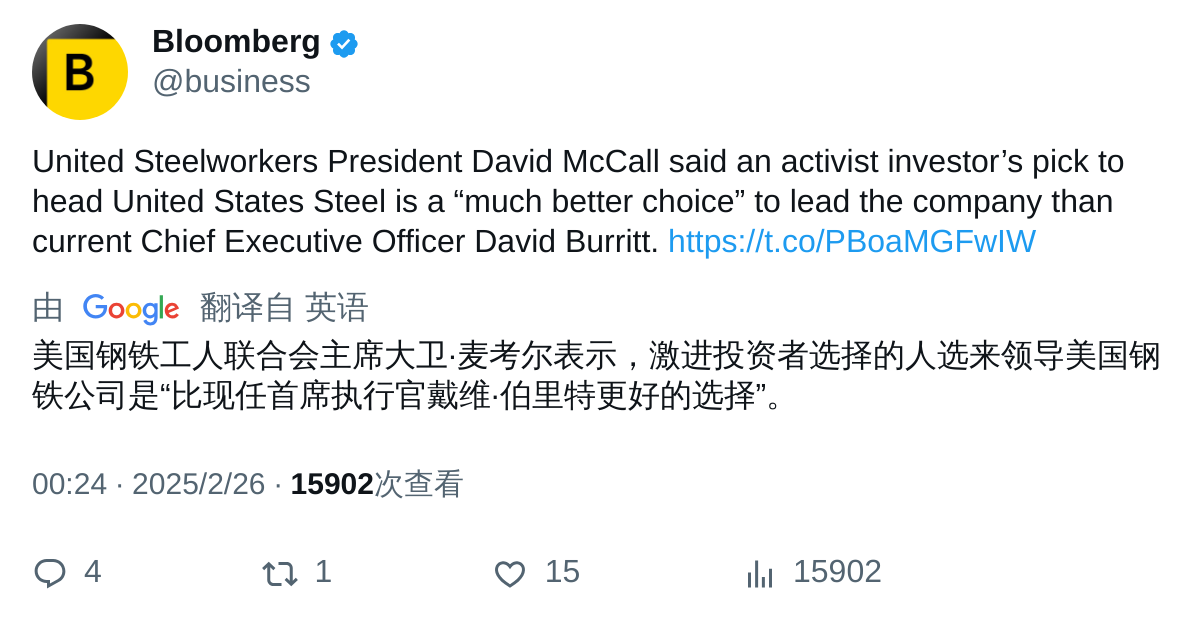 B
Bloomberg
@business
United Steelworkers President David McCall said an activist investor’s pick to
head United States Steel is a “much better choice” to lead the company than
current Chief Executive Officer David Burritt. https://t.co/PBoaMGFwIW
由 Google 翻译自 英语
美国钢铁工人联合会主席大卫·麦考尔表示，激进投资者选择的人选来领导美国钢
铁公司是“比现任首席执行官戴维·伯里特更好的选择”。
00:24 · 2025/2/26 · 15902次查看
4 1 15 15902